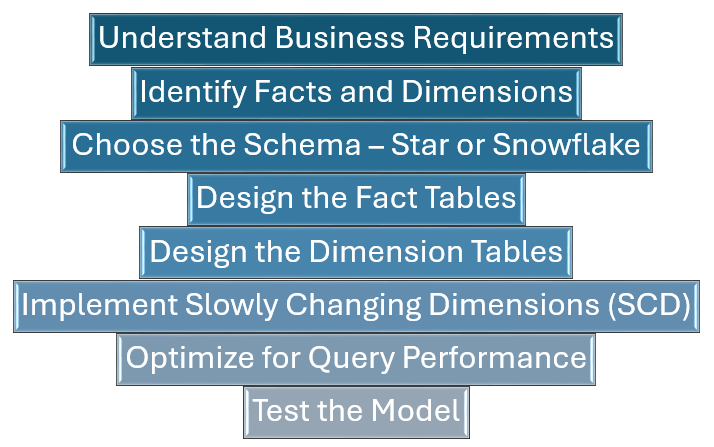 Understand Business Requirements
Identify Facts and Dimensions
Choose the Schema – Star or Snowflake
Design the Fact Tables
Design the Dimension Tables
Implement Slowly Changing Dimensions (SCD)
Optimize for Query Performance
Test the Model